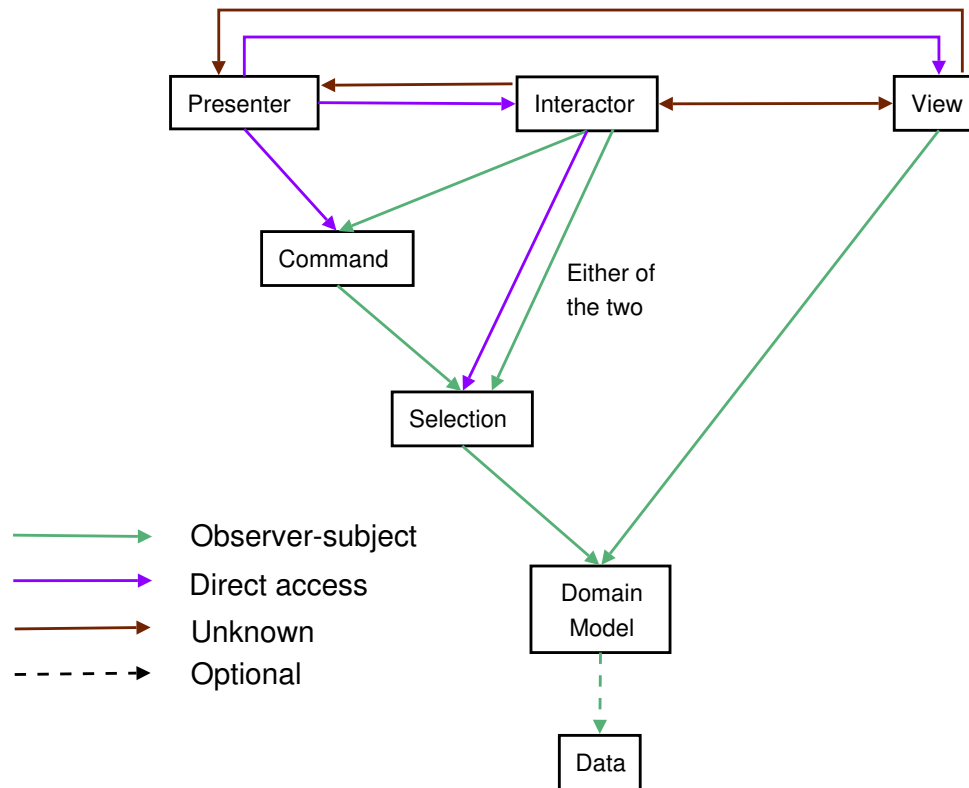 Presenter
Interactor
View
Command
Either of
the two
Selection
Observer-subject
Direct access
Domain
Model
Unknown
Optional
Data